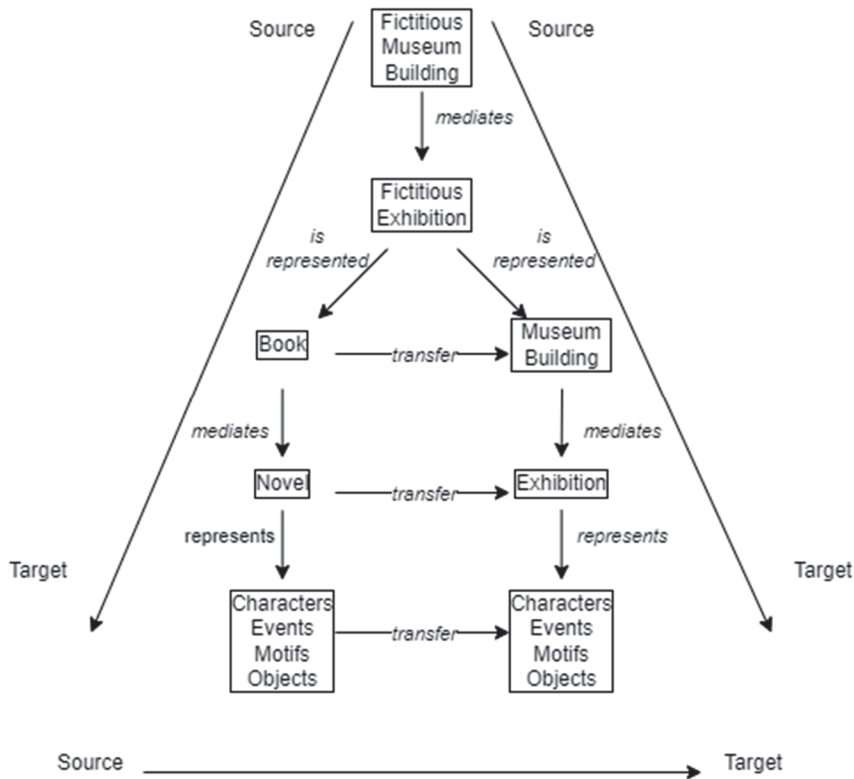 Source
Fictitious
Museum
Building
Source
mediates
Fictitious
Exhibition
is
represented
is
represented
Book
transfer
Museum
Building
mediates
mediates
Novel
transfer
Exhibition
represents
represents
Target
Target
Characters
Events
Motifs
Objects
transfer
Characters
Events
Motifs
Objects
Source
Target